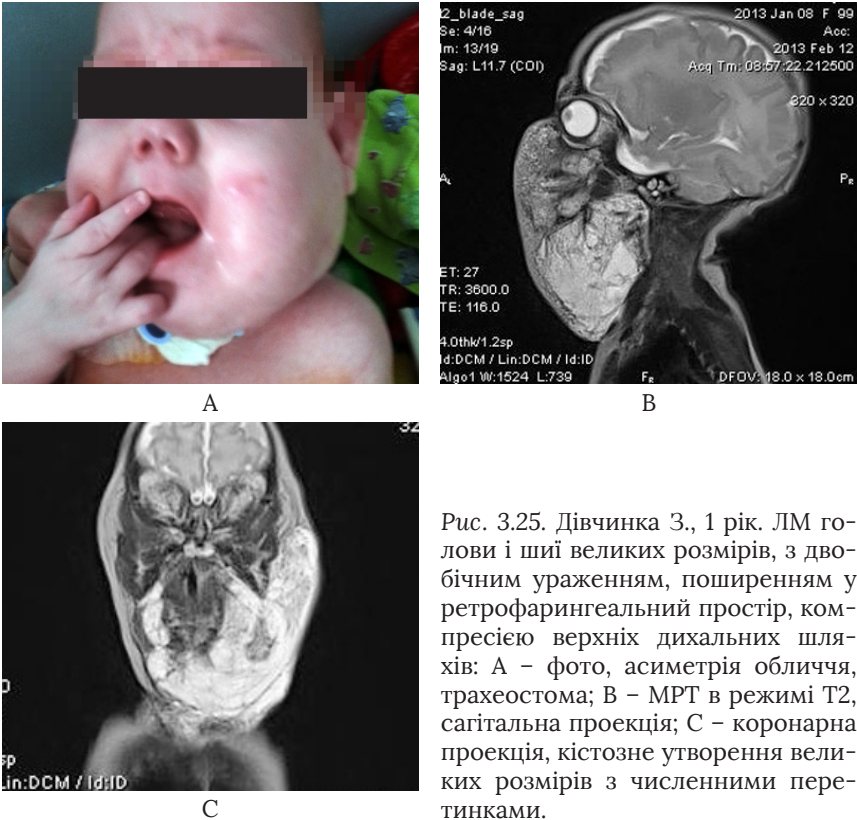 t2_blade_sag
Se: 4/16
Im: 13/19
Sag: L11.7 (COI)
2013 Jan 08 F 99
Acc:
2013 Feb 12
Acq Tm: 08:57:22.212500
320 x 320
A
P
ET: 27
TR: 3600.0
TE: 116.0
4.0thk/1.2sp
Id:DCM / Lin:DCM / Id:ID
Algo1 W:1524 L:739
F
DFOV: 18.0 x 18.0cm
A
B
32
0
sp
Lin:DCM / Id:ID
C
Рис. 3.25. Дівчинка З., 1 рік. ЛМ го-
лови і шиї великих розмірів, з дво-
бічним ураженням, поширенням у
ретрофарингеальний простір, ком-
пресією верхніх дихальних шля-
хів: А – фото, асиметрія обличчя,
трахеостома; В – МРТ в режимі Т2,
сагітальна проекція; С – коронарна
проекція, кістозне утворення вели-
ких розмірів з численними пере-
тинками.